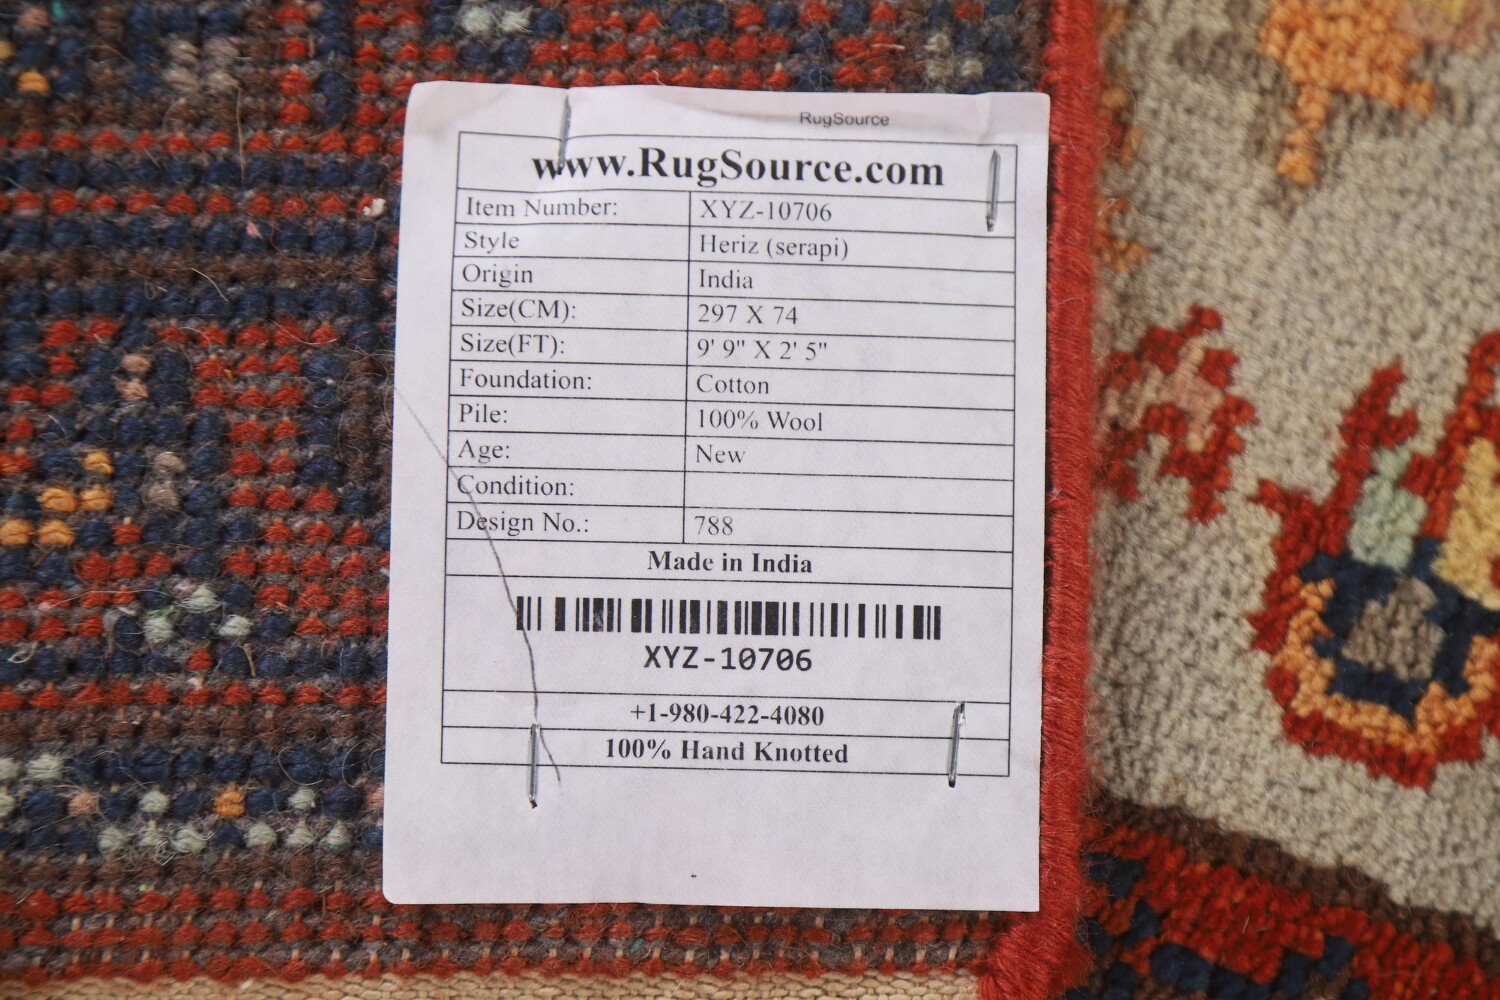 RugSource
www.RugSource.com
Item Number: XYZ-10706
Style Heriz (serapi)
Origin India
Size(CM): 297 X 74
Size(FT): 9' 9" X 2' 5"
Foundation: Cotton
Pile: 100% Wool
Age: New
Condition:
Design No.: 788
Made in India
XYZ-10706
+1-980-422-4080
100% Hand Knotted